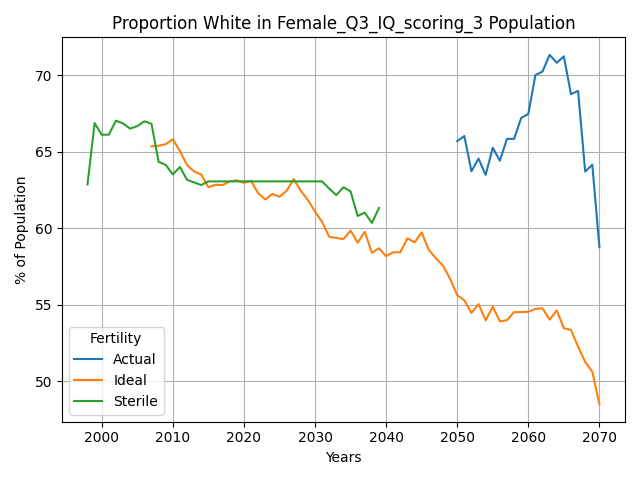 Proportion White in Female_Q3_IQ_scoring_3 Population
% of Population
70
65
60
55
50
Fertility
Actual
Ideal
Sterile
2000 2010 2020 2030 2040 2050 2060 2070
Years